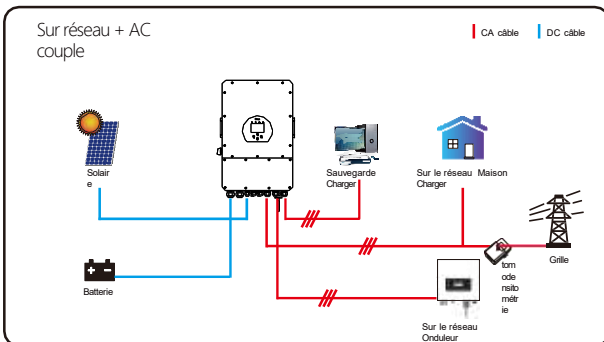 Sur réseau + AC
couple
CA câble
DC câble
Solair
e
Sauvegarde
Charger
Sur le réseau Maison
Charger
Batterie
tom
ode
nsito
métr
ie
Grille
Sur le réseau
Onduleur